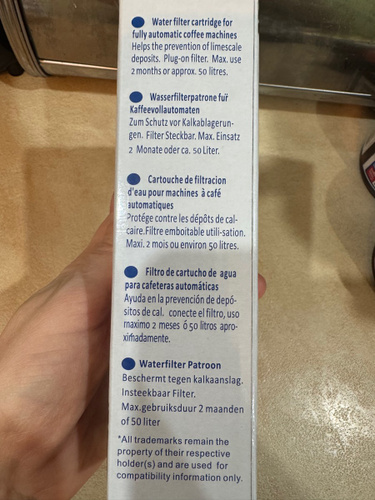 Water filter cartridge for
fully automatic coffee machines
Helps the prevention of limescale
deposits. Plug-on filter. Max. use
2 months or approx. 50 litres.
Wasserfilterpatrone für
Kaffeevollautomaten
Zum Schutz vor Kalkablagerun-
gen. Filter Steckbar. Max. Einsatz
2 Monate oder ca. 50 Liter.
Cartouche de filtracion
d'eau pour machines à café
automatiques
Protége contre les dépôts de cal-
caire.Filtre emboitable utili-sation.
Maxi. 2 mois ou environ 50 litres.
Filtro de cartucho de agua
para cafeteras automáticas
Ayuda en la prevención de depó-
sitos de cal. conecte el filtro, uso
maximo 2 meses ó 50 litros apro-
ximadamente.
Waterfilter Patroon
Beschermt tegen kalkaanslag.
Insteekbaar Filter.
Max.gebruiksduur 2 maanden
of 50 liter
*All trademarks remain the
property of their respective
holder(s) and are used for
compatibility information only.